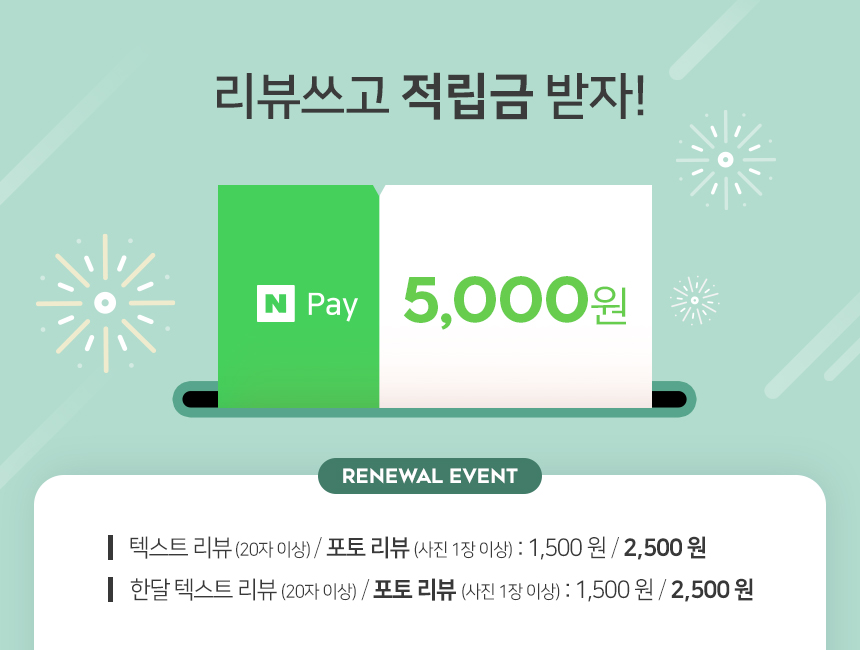 리뷰쓰고 적립금 받자!
N Pay
5,000원
RENEWAL EVENT
텍스트 리뷰 (20자 이상) / 포토 리뷰 (사진 1장 이상) : 1,500 원 / 2,500 원
한달 텍스트 리뷰 (20자 이상) / 포토 리뷰 (사진 1장 이상) : 1,500 원 / 2,500 원